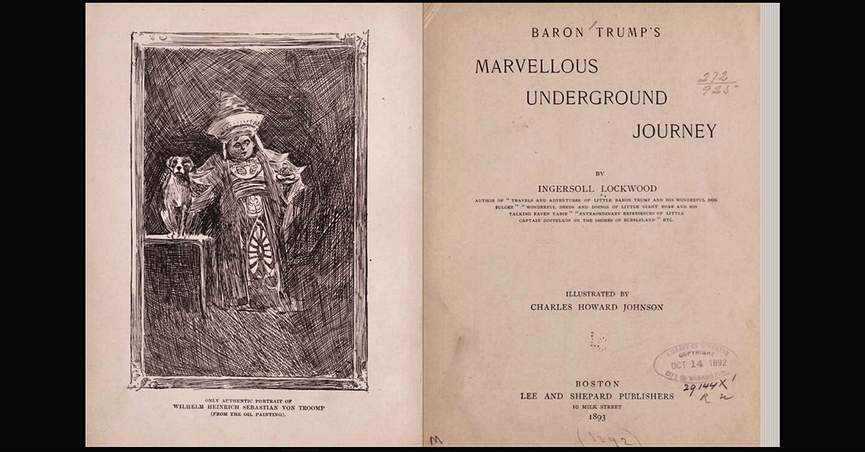 ONLY AUTHENTIC PORTRAIT OF
WILHELM HEINRICH SEBASTIAN VON TROOMP
(FROM THE OIL PAINTING).
M
BARON TRUMP'S
MARVELLOUS
UNDERGROUND
JOURNEY
272
925
BY
INGERSOLL LOCKWOOD
AUTHOR OF "TRAVELS AND ADVENTURES OF LITTLE BARON TRUMP AND HIS WONDERFUL DOG
BULGER" "WONDERFUL DEEDS AND DOINGS OF LITTLE GIANT BOAB AND HIS
TALKING RAVEN TABIB" "EXTRAORDINARY EXPERIENCES OF LITTLE
CAPTAIN DOPPELKOP ON THE SHORES OF BUBBLELAND" ETC.
ILLUSTRATED BY
CHARLES HOWARD JOHNSON
COPYRIGHT
OCT 14 1892
29144X
BOSTON
LEE AND SHEPARD PUBLISHERS
10 MILK STREET
1893
(1892)